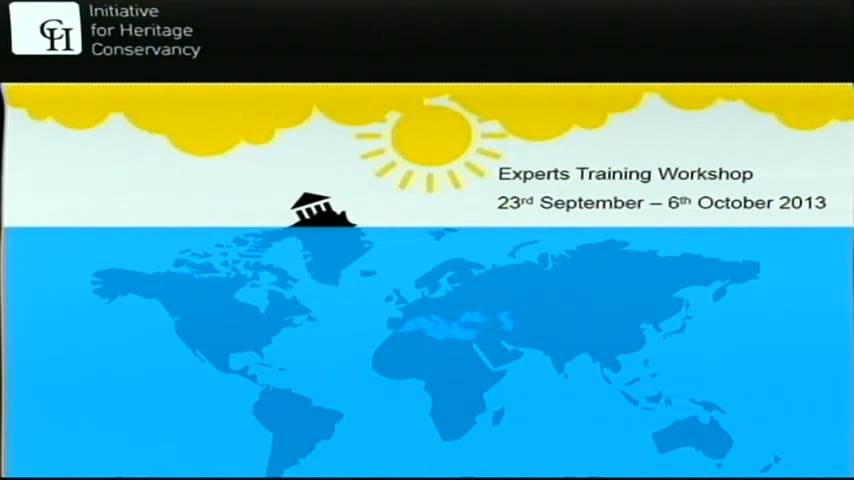 CH
Initiative
for Heritage
Conservancy
Experts Training Workshop
23rd September – 6th October 2013